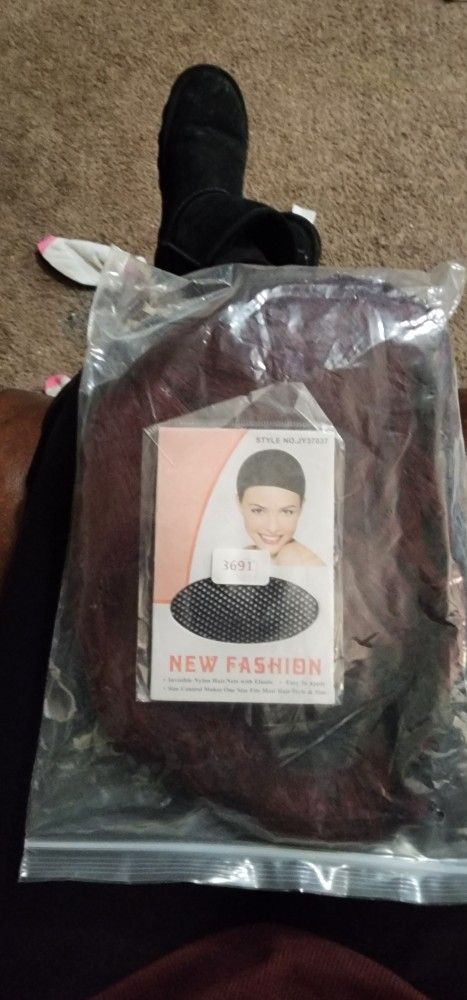 STYLE NO.JY37037
3691
NEW FASHION
• Invisible Nylon Hair Nets with Elastic • Easy To Apply
• Size Control Makes One Size Fits Most Hair Style & Size